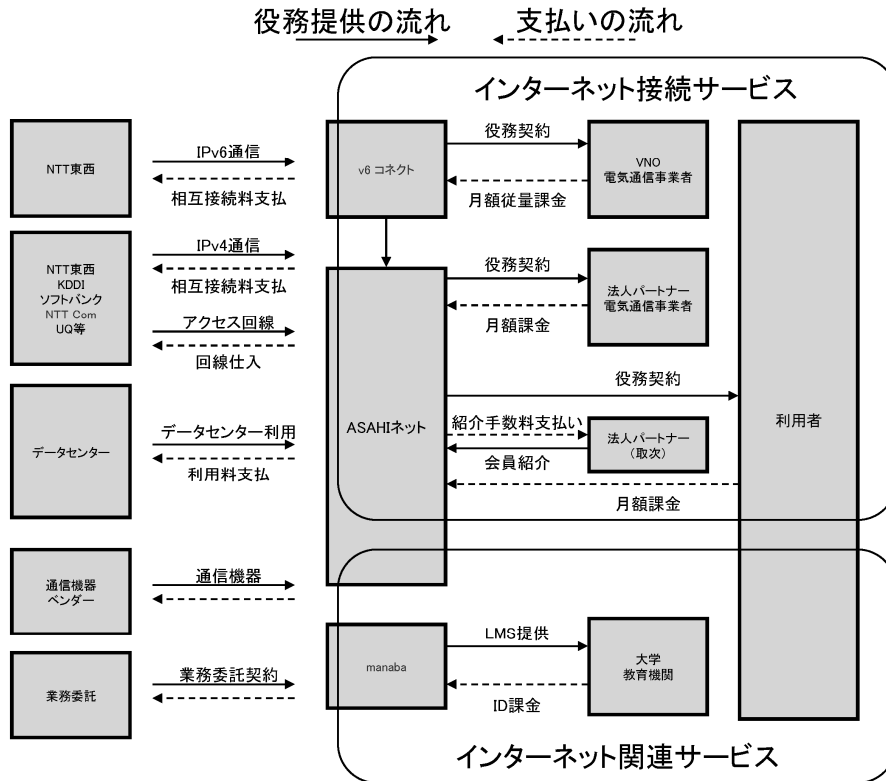 役務提供の流れ
支払いの流れ
インターネット接続サービス
NTT東西
IPv6通信
相互接続料支払
v6 コネクト
役務契約
月額従量課金
VNO
電気通信事業者
NTT東西
KDDI
ソフトバンク
NTT Com
UQ等
IPv4通信
相互接続料支払
アクセス回線
回線仕入
役務契約
月額課金
法人パートナー
電気通信事業者
データセンター
データセンター利用
利用料支払
ASAHIネット
役務契約
紹介手数料支払い
会員紹介
法人パートナー
（取次）
月額課金
利用者
通信機器
ベンダー
通信機器
業務委託
業務委託契約
manaba
LMS提供
ID課金
大学
教育機関
インターネット関連サービス